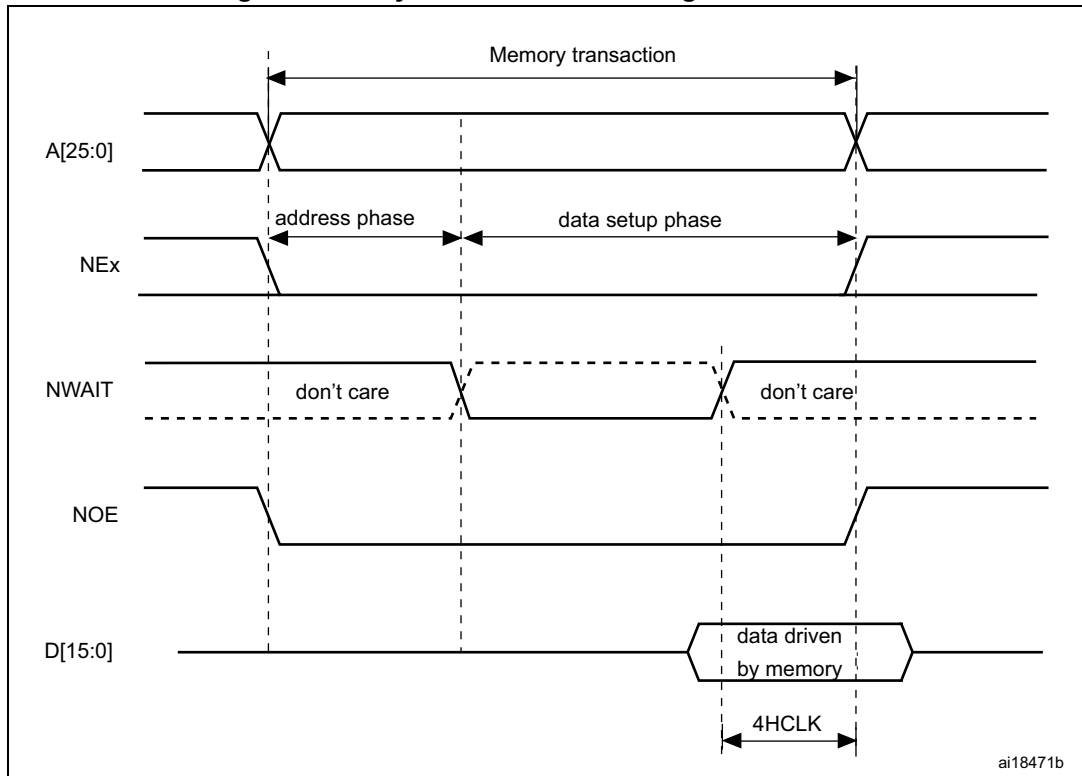 Memory transaction
A[25:0]
address phase
data setup phase
NEx
NWAIT
don't care
don't care
NOE
D[15:0]
data driven
by memory
4HCLK
ai18471b